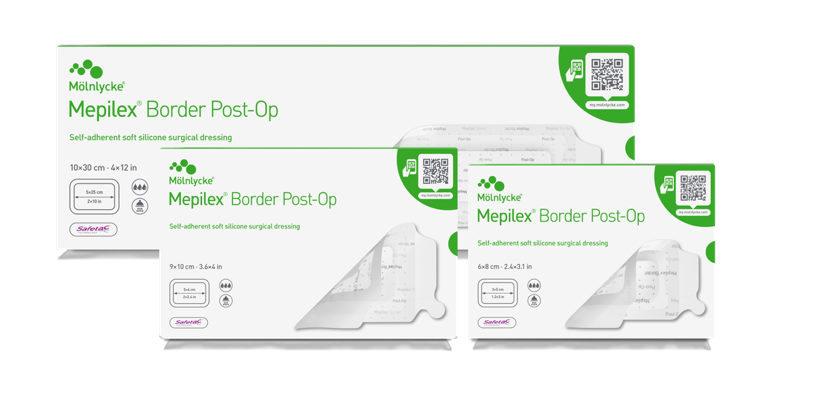 Mölnlycke®
Mepilex® Border Post-Op
Self-adherent soft silicone surgical dressing
10×30 cm · 4×12 in
5×25 cm
2×10 in
Safetac
my.molnlycke.com
Post-Op
Mölnlycke®
Mepilex® Border Post-Op
Self-adherent soft silicone surgical dressing
9×10 cm · 3.6×4 in
5×6 cm
2×2.4 in
Safetac
my.molnlycke.com
Mölnlycke®
Mepilex® Border Post-Op
Self-adherent soft silicone surgical dressing
6×8 cm · 2.4×3.1 in
3×5 cm
1.2×2 in
Safetac
my.molnlycke.com
Mepilex Border